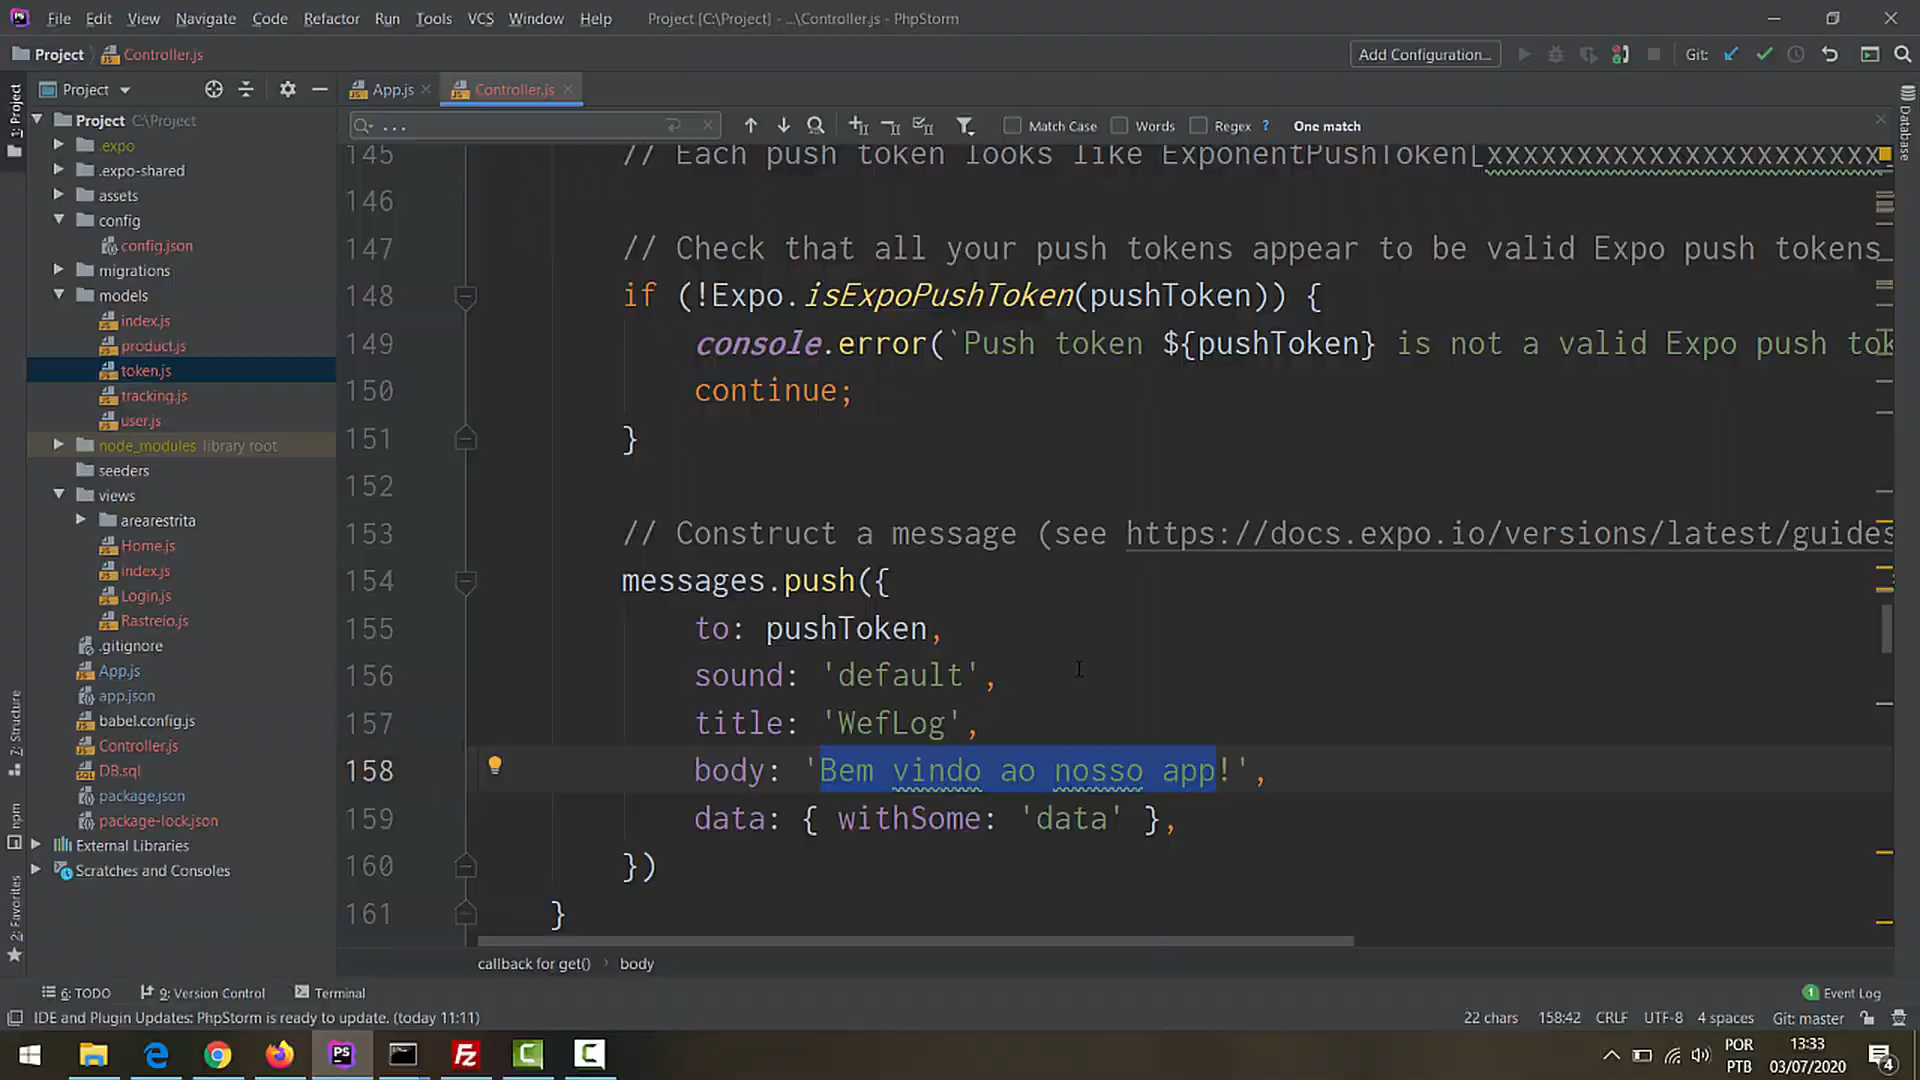 File Edit View Navigate Code Refactor Run Tools VCS Window Help Project [C:\Project] - ...\Controller.js - PhpStorm
Project Controller.js Add Configuration... Git:
1: Project Project App.js Controller.js Database
... Match Case Words Regex ? One match
Project C:\Project
.expo
.expo-shared
assets
config
config.json
migrations
models
index.js
product.js
token.js
tracking.js
user.js
node_modules library root
seeders
views
arearestrita
Home.js
index.js
Login.js
Rastreio.js
.gitignore
App.js
app.json
babel.config.js
Controller.js
DB.sql
package.json
package-lock.json
External Libraries
Scratches and Consoles
7: Structure
npm
2: Favorites
145 // Each push token looks like ExponentPushToken[xxxxxxxxxxxxxxxxxxxxxx
146
147 // Check that all your push tokens appear to be valid Expo push tokens
148 if (!Expo.isExpoPushToken(pushToken)) {
149 console.error(`Push token ${pushToken} is not a valid Expo push tok
150 continue;
151 }
152
153 // Construct a message (see https://docs.expo.io/versions/latest/guides
154 messages.push({
155 to: pushToken,
156 sound: 'default',
157 title: 'WefLog',
158 body: 'Bem vindo ao nosso app!',
159 data: { withSome: 'data' },
160 })
161 }
callback for get() › body
6: TODO 9: Version Control Terminal 1 Event Log
IDE and Plugin Updates: PhpStorm is ready to update. (today 11:11) 22 chars 158:42 CRLF UTF-8 4 spaces Git: master
POR 13:33
PTB 03/07/2020 4